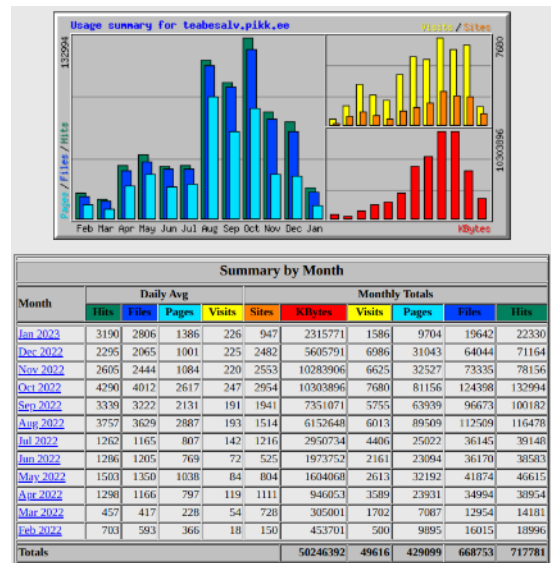 Usage summary for teabesalv.pikk.ee
Visits/Sites
132994
7680
Pages/Files/Hits
10303896
Feb Mar Apr May Jun Jul Aug Sep Oct Nov Dec Jan
KBytes
Summary by Month
Month Daily Avg Monthly Totals
Hits Files Pages Visits Sites KBytes Visits Pages Files Hits
Jan 2023 3190 2806 1386 226 947 2315771 1586 9704 19642 22330
Dec 2022 2295 2065 1001 225 2482 5605791 6986 31043 64044 71164
Nov 2022 2605 2444 1084 220 2553 10283906 6625 32527 73335 78156
Oct 2022 4290 4012 2617 247 2954 10303896 7680 81156 124398 132994
Sep 2022 3339 3222 2131 191 1941 7351071 5755 63939 96673 100182
Aug 2022 3757 3629 2887 193 1514 6152648 6013 89509 112509 116478
Jul 2022 1262 1165 807 142 1216 2950734 4406 25022 36145 39148
Jun 2022 1286 1205 769 72 525 1973752 2161 23094 36170 38583
May 2022 1503 1350 1038 84 804 1604068 2613 32192 41874 46615
Apr 2022 1298 1166 797 119 1111 946053 3589 23931 34994 38954
Mar 2022 457 417 228 54 728 305001 1702 7087 12954 14181
Feb 2022 703 593 366 18 150 453701 500 9895 16015 18996
Totals 50246392 49616 429099 668753 717781